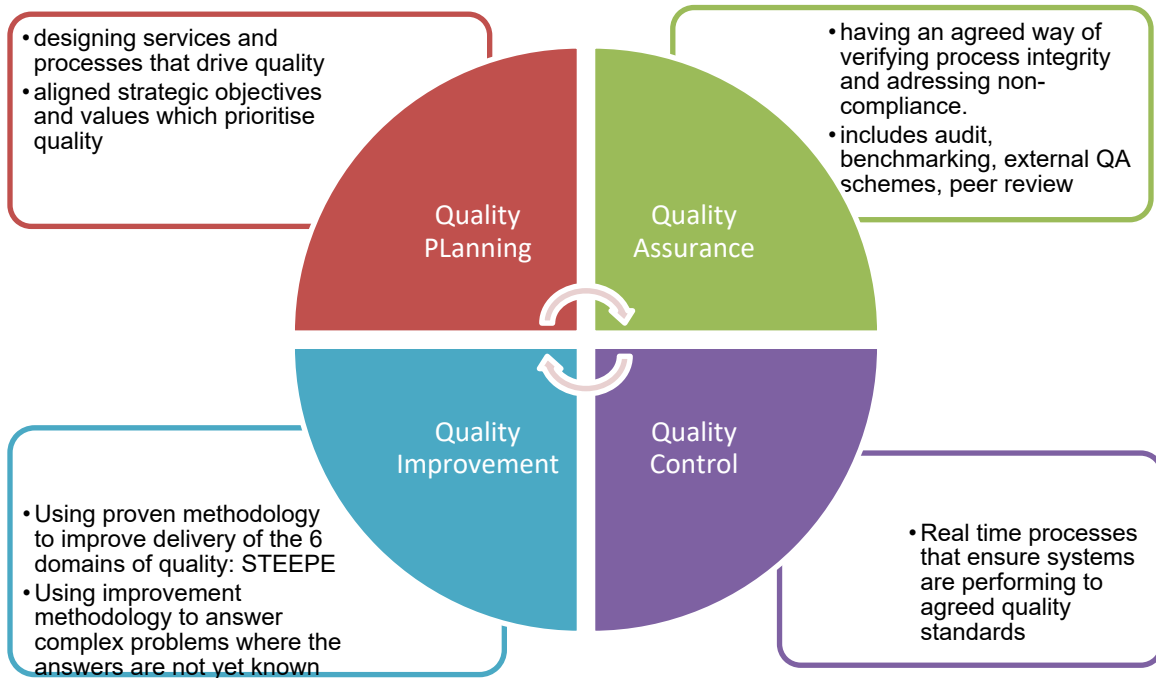 • designing services and
processes that drive quality
• aligned strategic objectives
and values which prioritise
quality
• having an agreed way of
verifying process integrity
and adressing non-
compliance.
• includes audit,
benchmarking, external QA
schemes, peer review
Quality
PLanning
Quality
Assurance
Quality
Improvement
Quality
Control
• Using proven methodology
to improve delivery of the 6
domains of quality: STEEPE
• Using improvement
methodology to answer
complex problems where the
answers are not yet known
• Real time processes
that ensure systems
are performing to
agreed quality
standards